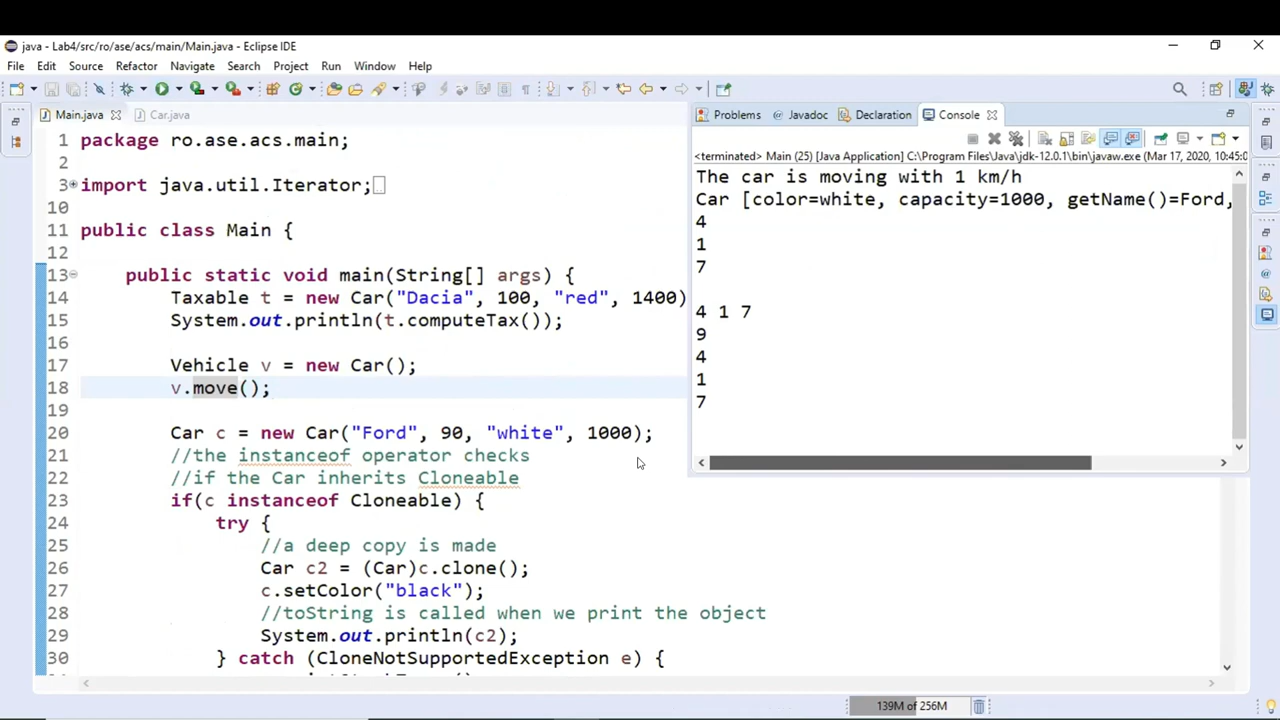 java - Lab4/src/ro/ase/acs/main/Main.java - Eclipse IDE
File Edit Source Refactor Navigate Search Project Run Window Help
Main.java Car.java
1 package ro.ase.acs.main;
2
3 import java.util.Iterator;
10
11 public class Main {
12
13 public static void main(String[] args) {
14 Taxable t = new Car("Dacia", 100, "red", 1400)
15 System.out.println(t.computeTax());
16
17 Vehicle v = new Car();
18 v.move();
19
20 Car c = new Car("Ford", 90, "white", 1000);
21 //the instanceof operator checks
22 //if the Car inherits Cloneable
23 if(c instanceof Cloneable) {
24 try {
25 //a deep copy is made
26 Car c2 = (Car)c.clone();
27 c.setColor("black");
28 //toString is called when we print the object
29 System.out.println(c2);
30 } catch (CloneNotSupportedException e) {
Problems Javadoc Declaration Console
<terminated> Main (25) [Java Application] C:\Program Files\Java\jdk-12.0.1\bin\javaw.exe (Mar 17, 2020, 10:45:0
The car is moving with 1 km/h
Car [color=white, capacity=1000, getName()=Ford,
4
1
7
4 1 7
9
4
1
7
139M of 256M